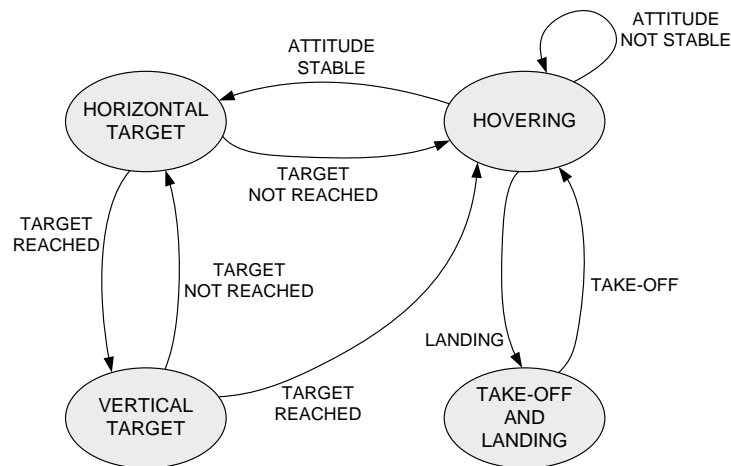 ATTITUDE
NOT STABLE
ATTITUDE
STABLE
HORIZONTAL
TARGET
HOVERING
TARGET
NOT REACHED
TARGET
REACHED
TARGET
NOT REACHED
TAKE-OFF
LANDING
VERTICAL
TARGET
TARGET
REACHED
TAKE-OFF
AND
LANDING